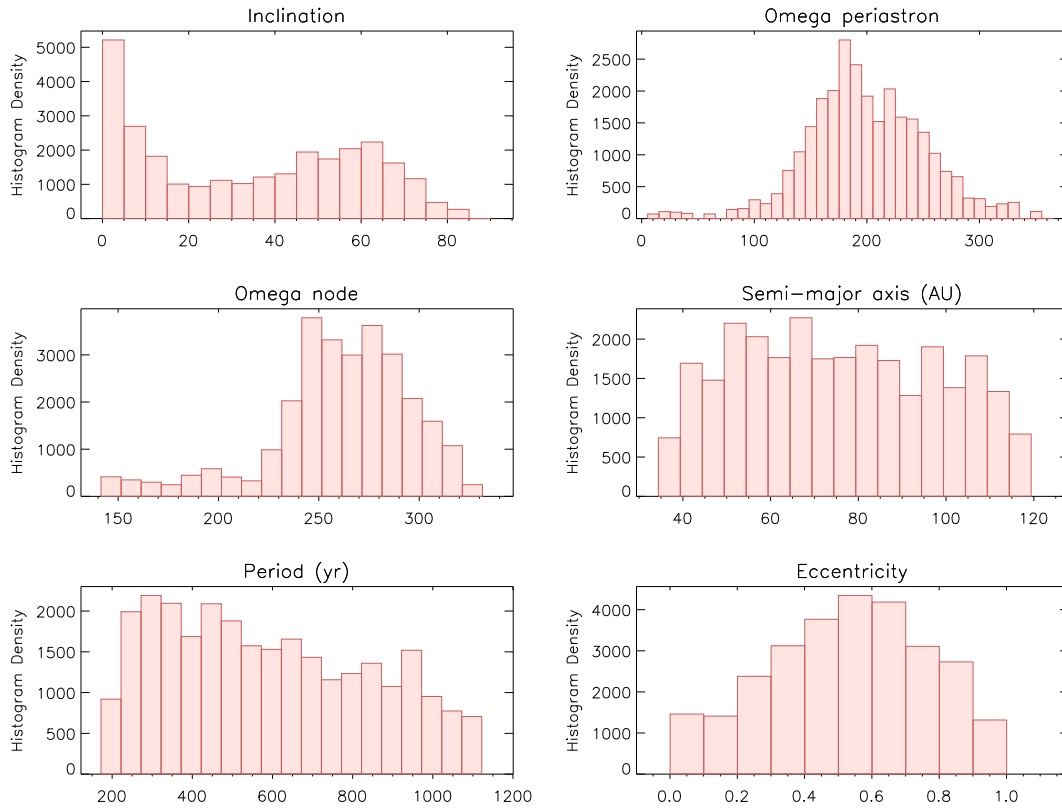 Inclination
Histogram Density
5000
4000
3000
2000
1000
0
0 20 40 60 80
Omega periastron
Histogram Density
2500
2000
1500
1000
500
0
0 100 200 300
Omega node
Histogram Density
3000
2000
1000
0
150 200 250 300
Semi-major axis (AU)
Histogram Density
2000
1500
1000
500
0
40 60 80 100 120
Period (yr)
Histogram Density
2000
1500
1000
500
0
200 400 600 800 1000 1200
Eccentricity
Histogram Density
4000
3000
2000
1000
0
0.0 0.2 0.4 0.6 0.8 1.0